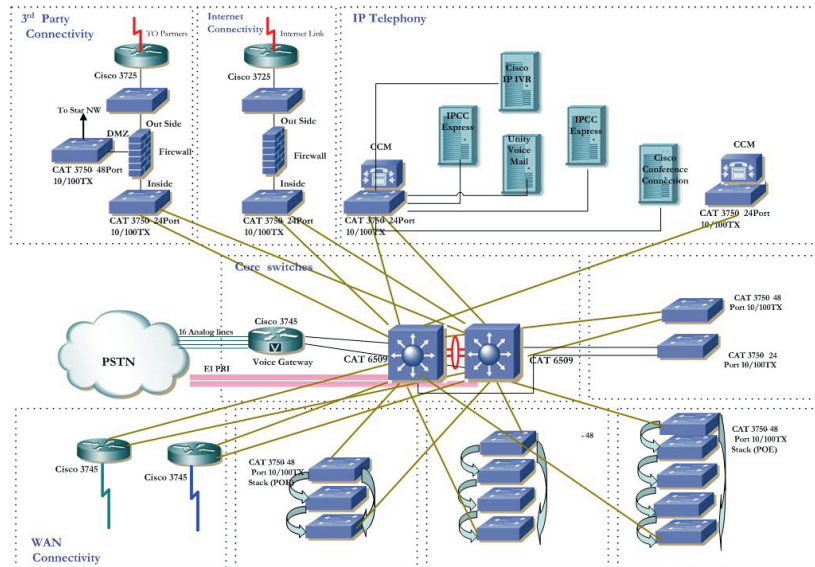 3rd Party
Connectivity
TO Partners
Cisco 3725
To Star NW
Out Side
DMZ
Firewall
CAT 3750 48Port
10/100TX
Inside
CAT 3750 24Port
10/100TX
Internet
Connectivity
Internet Link
Cisco 3725
Out Side
Firewall
Inside
CAT 3750 24Port
10/100TX
IP Telephony
Cisco
IP IVR
IPCC
Express
IPCC
Express
Unity
Voice
Mail
CCM
Cisco
Conference
Connection
CCM
CAT 3750 24Port
10/100TX
CAT 3750 24Port
10/100TX
Core switches
Cisco 3745
16 Analog lines
V
Voice Gateway
PSTN
E1 PRI
CAT 6509
CAT 6509
CAT 3750 48
Port 10/100TX
CAT 3750 24
Port 10/100TX
Cisco 3745
Cisco 3745
WAN
Connectivity
CAT 3750 48
Port 10/100TX
Stack (POE)
- 48
CAT 3750 48
Port 10/100TX
Stack (POE)